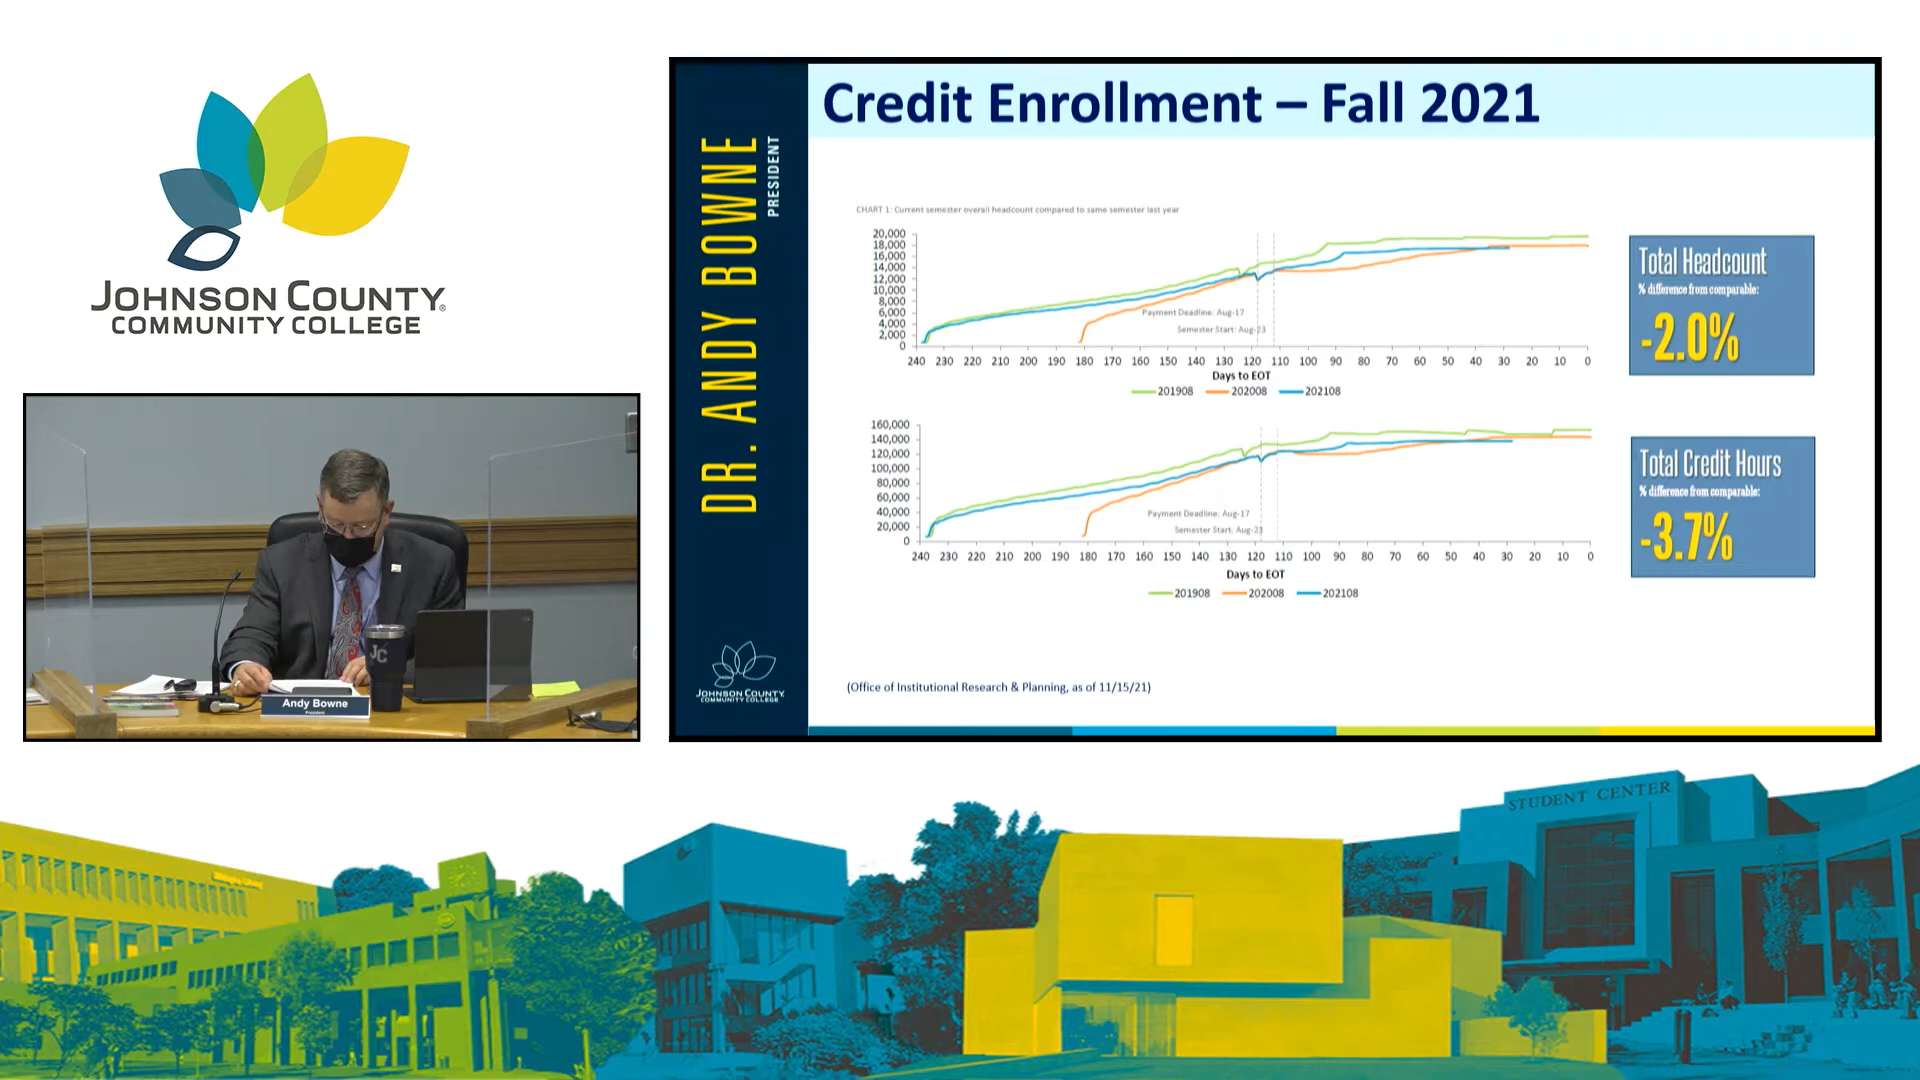 JOHNSON COUNTY®
COMMUNITY COLLEGE
JC
Andy Bowne
President
DR. ANDY BOWNE
PRESIDENT
JOHNSON COUNTY
COMMUNITY COLLEGE
Credit Enrollment – Fall 2021
CHART 1: Current semester overall headcount compared to same semester last year
20,000
18,000
16,000
14,000
12,000
10,000
8,000
6,000
4,000
2,000
0
Payment Deadline: Aug-17
Semester Start: Aug-23
240 230 220 210 200 190 180 170 160 150 140 130 120 110 100 90 80 70 60 50 40 30 20 10 0
Days to EOT
201908 202008 202108
Total Headcount
% difference from comparable:
-2.0%
160,000
140,000
120,000
100,000
80,000
60,000
40,000
20,000
0
Payment Deadline: Aug-17
Semester Start: Aug-23
240 230 220 210 200 190 180 170 160 150 140 130 120 110 100 90 80 70 60 50 40 30 20 10 0
Days to EOT
201908 202008 202108
Total Credit Hours
% difference from comparable:
-3.7%
(Office of Institutional Research & Planning, as of 11/15/21)
STUDENT CENTER